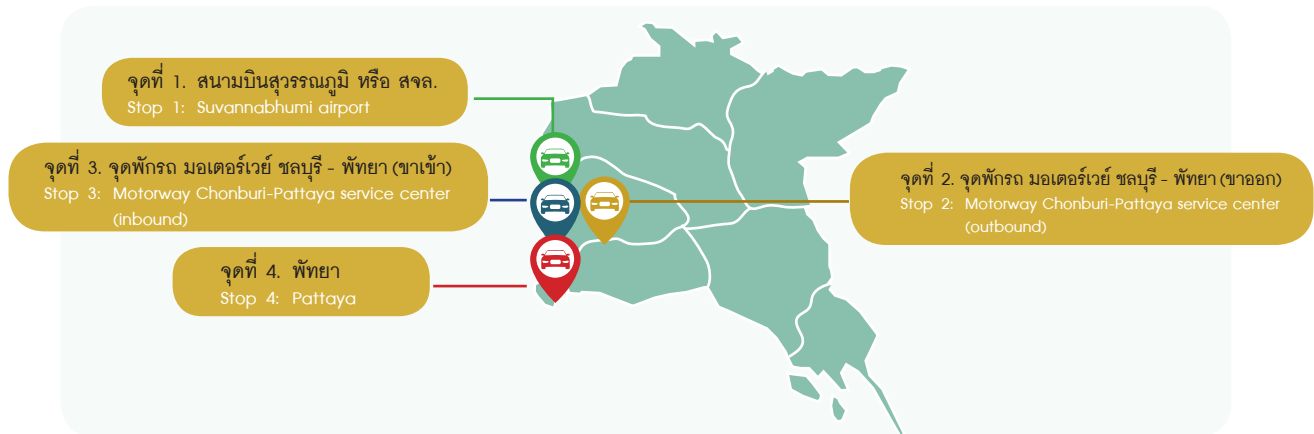 จุดที่ 1. สนามบินสุวรรณภูมิ หรือ สจล.
Stop 1: Suvannabhumi airport
จุดที่ 3. จุดพักรถ มอเตอร์เวย์ ชลบุรี - พัทยา (ขาเข้า)
Stop 3: Motorway Chonburi-Pattaya service center
(inbound)
จุดที่ 2. จุดพักรถ มอเตอร์เวย์ ชลบุรี - พัทยา (ขาออก)
Stop 2: Motorway Chonburi-Pattaya service center
(outbound)
จุดที่ 4. พัทยา
Stop 4: Pattaya